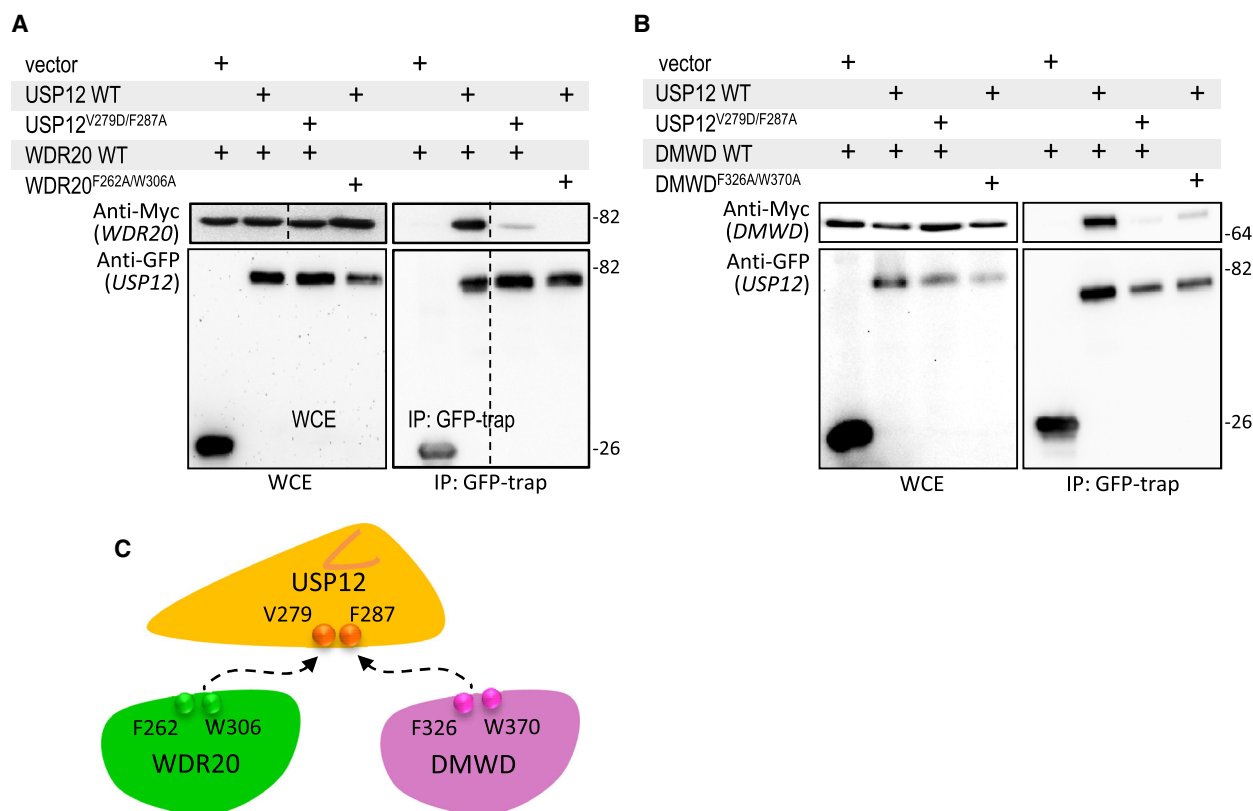 A
vector + +
USP12 WT + + + +
USP12V279D/F287A + +
WDR20 WT + + + + + +
WDR20F262A/W306A + +
Anti-Myc
(WDR20)
-82
Anti-GFP
(USP12)
-82
WCE
IP: GFP-trap
-26
WCE
IP: GFP-trap
B
vector + +
USP12 WT + + + +
USP12V279D/F287A + +
DMWD WT + + + + + +
DMWDF326A/W370A + +
Anti-Myc
(DMWD)
-64
Anti-GFP
(USP12)
-82
-26
WCE
IP: GFP-trap
C
USP12
V279 F287
F262 W306
WDR20
F326 W370
DMWD